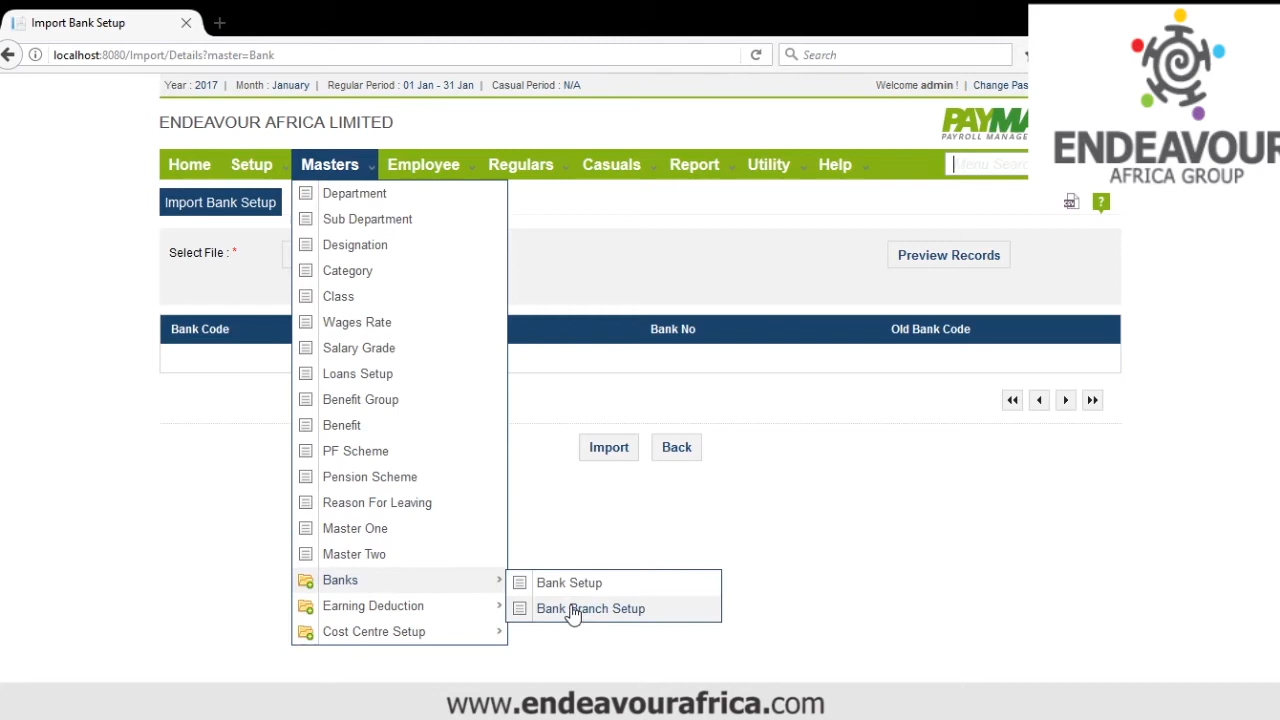 Import Bank Setup
localhost:8080/Import/Details?master=Bank
Search
Year : 2017 | Month : January | Regular Period : 01 Jan - 31 Jan | Casual Period : N/A
Welcome admin ! | Change Pas
ENDEAVOUR AFRICA LIMITED
PAYMA
PAYROLL MANAGE
ENDEAVOUR
AFRICA GROUP
Home Setup Masters Employee Regulars Casuals Report Utility Help
Menu Searc
Import Bank Setup
?
Select File : *
Preview Records
Bank Code Bank No Old Bank Code
Import Back
Department
Sub Department
Designation
Category
Class
Wages Rate
Salary Grade
Loans Setup
Benefit Group
Benefit
PF Scheme
Pension Scheme
Reason For Leaving
Master One
Master Two
Banks
Earning Deduction
Cost Centre Setup
Bank Setup
Bank Branch Setup
www.endeavourafrica.com